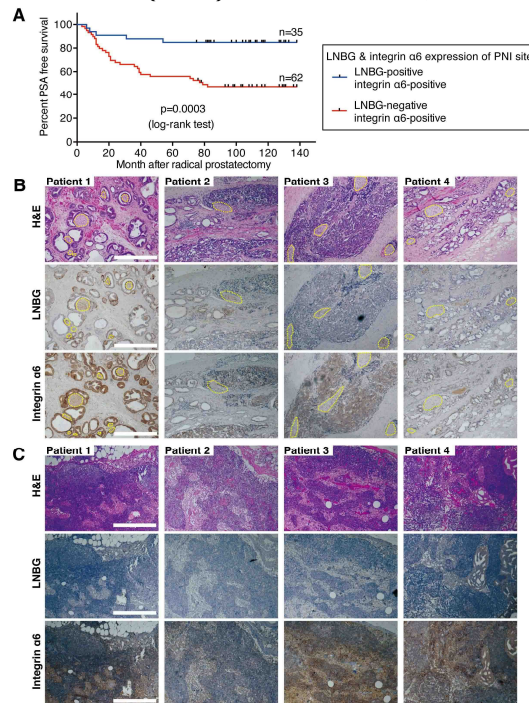 A
Percent PSA free survival
100
80
60
40
20
0
n=35
n=62
p=0.0003
(log-rank test)
0 20 40 60 80 100 120 140
Month after radical prostatectomy
LNBG & integrin α6 expression of PNI site
LNBG-positive
integrin α6-positive
LNBG-negative
integrin α6-positive
B
Patient 1 Patient 2 Patient 3 Patient 4
H&E
LNBG
Integrin α6
C
Patient 1 Patient 2 Patient 3 Patient 4
H&E
LNBG
Integrin α6